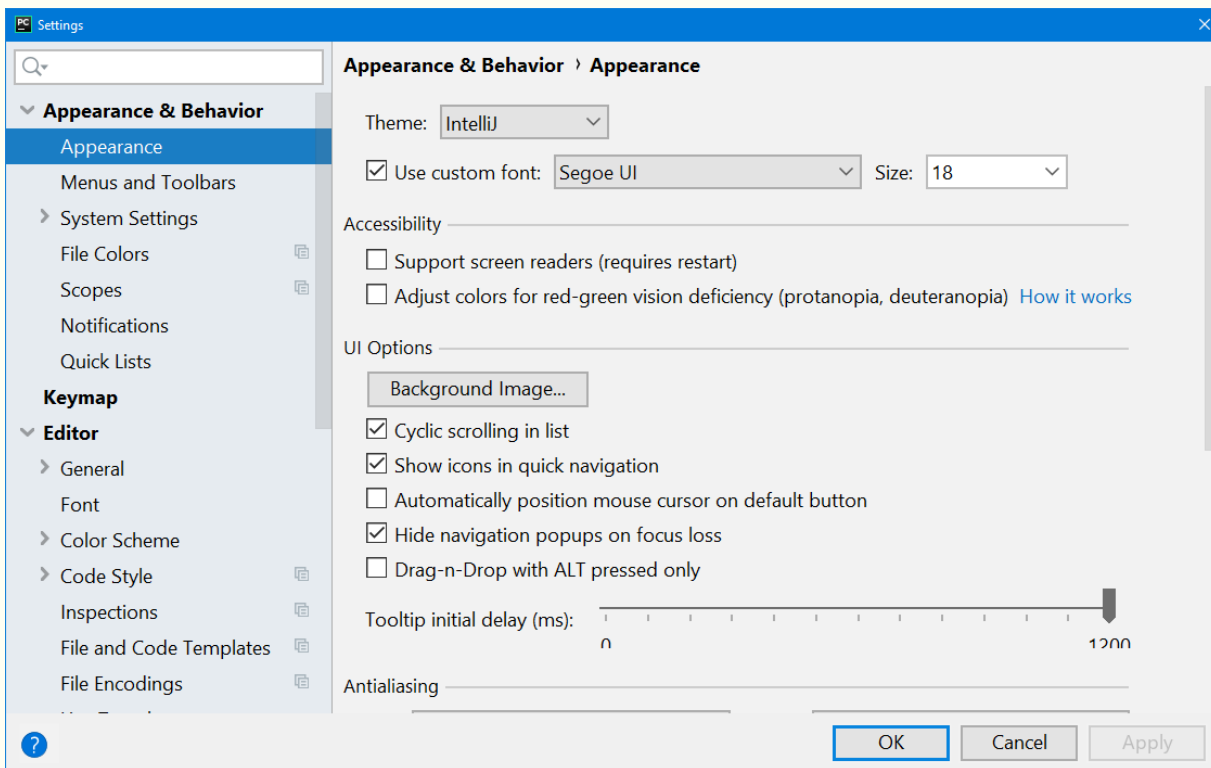 PC Settings
Appearance & Behavior
Appearance
Menus and Toolbars
System Settings
File Colors
Scopes
Notifications
Quick Lists
Keymap
Editor
General
Font
Color Scheme
Code Style
Inspections
File and Code Templates
File Encodings
Appearance & Behavior › Appearance
Theme: IntelliJ
Use custom font: Segoe UI Size: 18
Accessibility
Support screen readers (requires restart)
Adjust colors for red-green vision deficiency (protanopia, deuteranopia) How it works
UI Options
Background Image...
Cyclic scrolling in list
Show icons in quick navigation
Automatically position mouse cursor on default button
Hide navigation popups on focus loss
Drag-n-Drop with ALT pressed only
Tooltip initial delay (ms):
0 1200
Antialiasing
? OK Cancel Apply